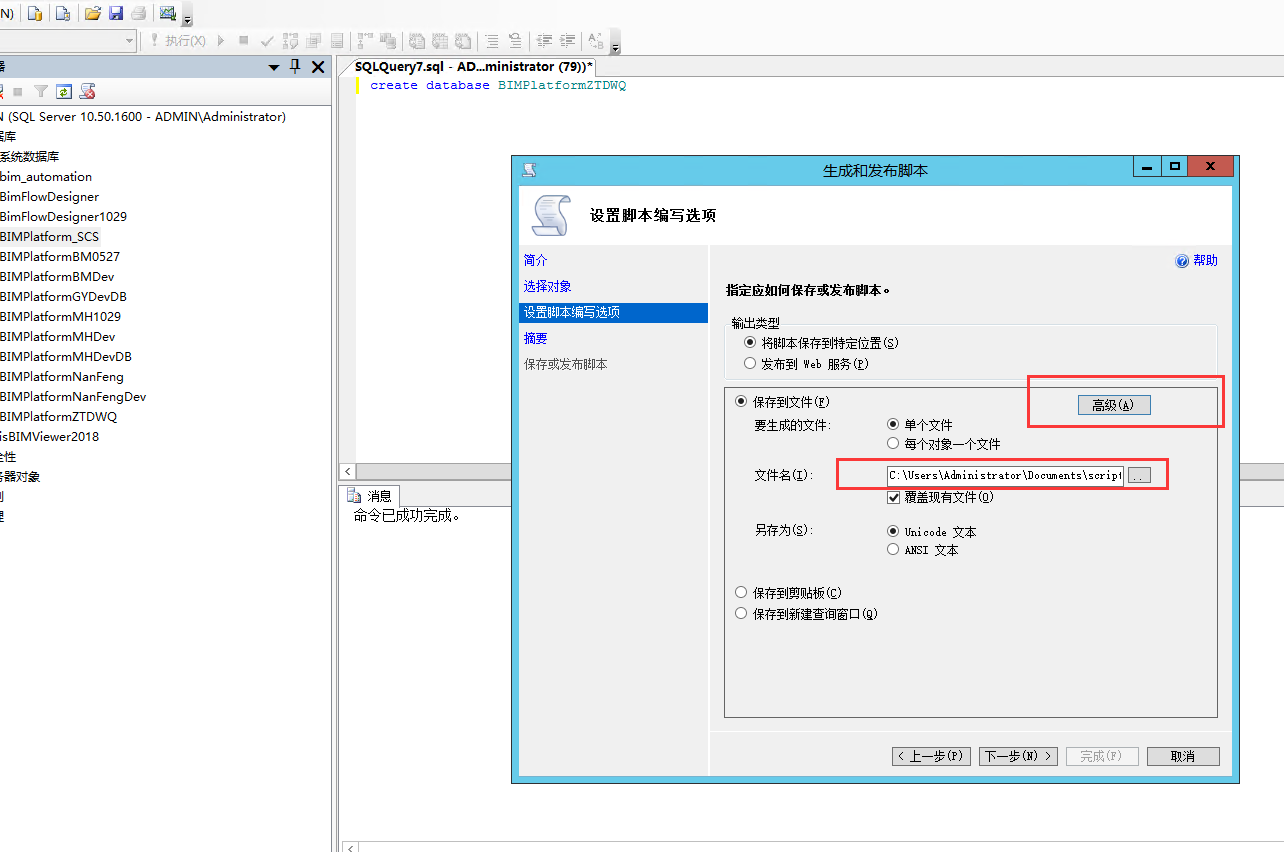 N)
执行(X)
器
SQLQuery7.sql - AD...ministrator (79))*
create database BIMPlatformZTDWQ
N (SQL Server 10.50.1600 - ADMIN\Administrator)
据库
系统数据库
bim_automation
BimFlowDesigner
BimFlowDesigner1029
BIMPlatform_SCS
BIMPlatformBM0527
BIMPlatformBMDev
BIMPlatformGYDevDB
BIMPlatformMH1029
BIMPlatformMHDev
BIMPlatformMHDevDB
BIMPlatformNanFeng
BIMPlatformNanFengDev
BIMPlatformZTDWQ
isBIMViewer2018
全性
务器对象
制
理
消息
命令已成功完成。
生成和发布脚本
设置脚本编写选项
简介
选择对象
设置脚本编写选项
摘要
保存或发布脚本
帮助
指定应如何保存或发布脚本。
输出类型
将脚本保存到特定位置(S)
发布到 Web 服务(P)
保存到文件(F)
高级(A)
要生成的文件:
单个文件
每个对象一个文件
文件名(I):
C:\Users\Administrator\Documents\script
..
覆盖现有文件(O)
另存为(S):
Unicode 文本
ANSI 文本
保存到剪贴板(C)
保存到新建查询窗口(Q)
< 上一步(P)
下一步(N) >
完成(F)
取消